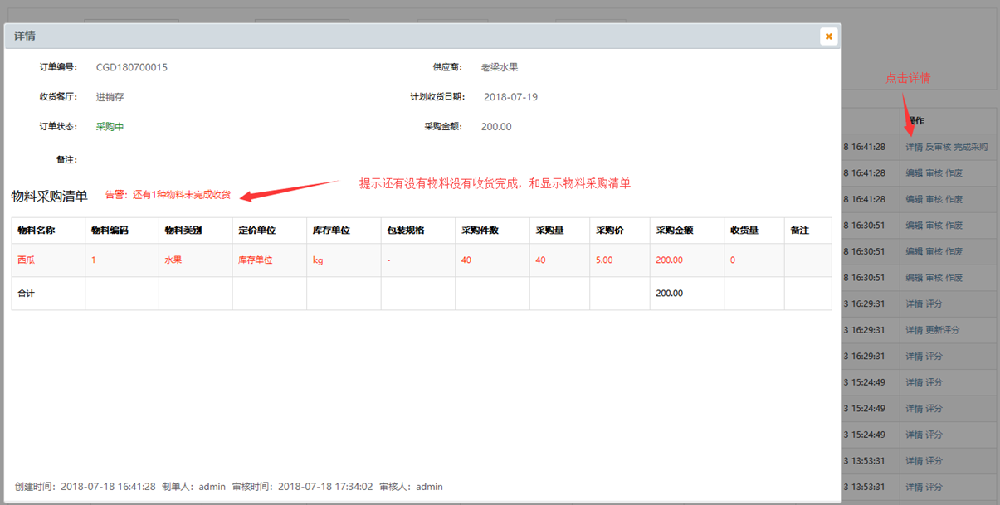 详情
订单编号： CGD180700015 供应商： 老梁水果
点击详情
收货餐厅： 进销存 计划收货日期： 2018-07-19
操作
订单状态： 采购中 采购金额： 200.00
8 16:41:28 详情 反审核 完成采购
备注：
8 16:41:28 编辑 审核 作废
提示还有没有物料没有收货完成，和显示物料采购清单
物料采购清单 告警：还有1种物料未完成收货
8 16:41:28 编辑 审核 作废
物料名称 物料编码 物料类别 定价单位 库存单位 包装规格 采购件数 采购量 采购价 采购金额 收货量 备注
8 16:30:51 编辑 审核 作废
8 16:30:51 编辑 审核 作废
西瓜 1 水果 库存单位 kg - 40 40 5.00 200.00 0
8 16:30:51 编辑 审核 作废
合计 200.00
3 16:29:31 详情 评分
3 16:29:31 详情 更新评分
3 16:29:31 详情 评分
3 15:24:49 详情 评分
3 15:24:49 详情 评分
3 15:24:49 详情 评分
3 13:53:31 详情 评分
3 13:53:31 详情 评分
创建时间：2018-07-18 16:41:28 制单人：admin 审核时间：2018-07-18 17:34:02 审核人：admin